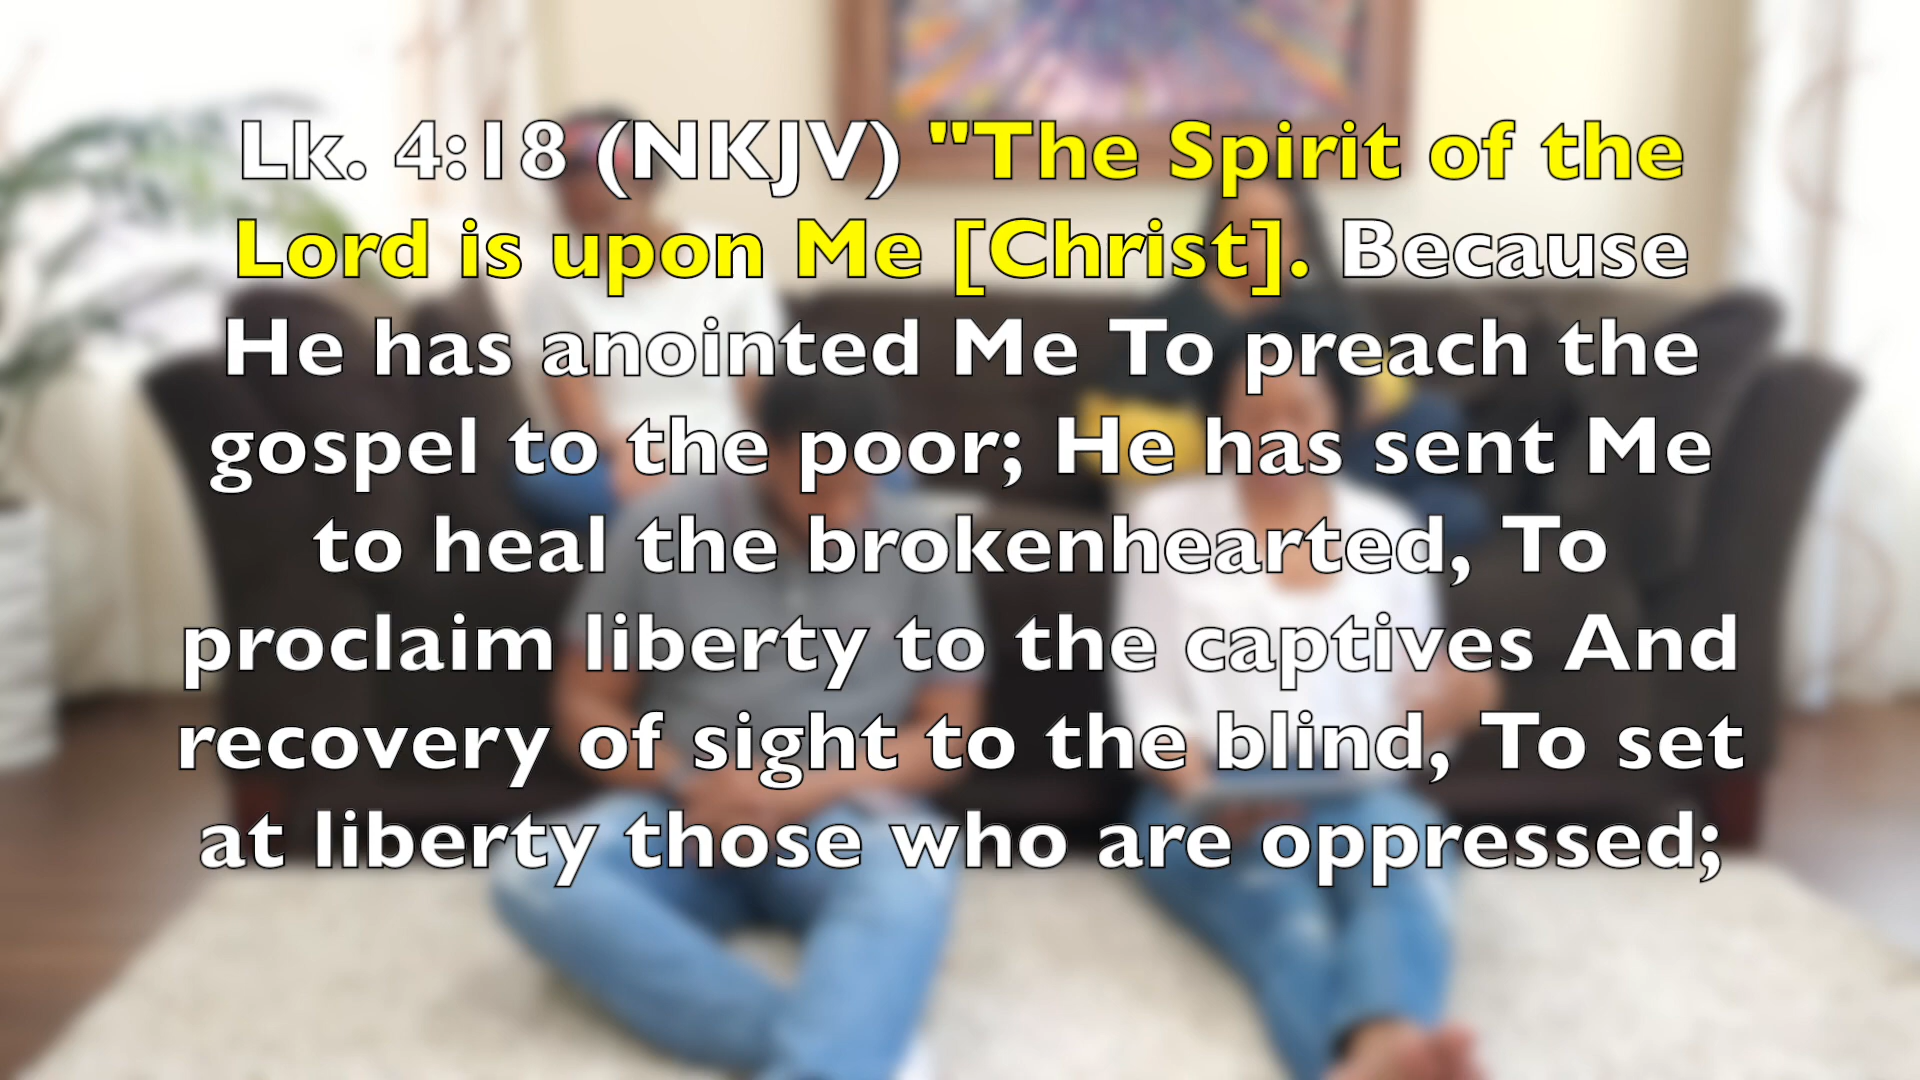 Lk. 4:18 (NKJV) "The Spirit of the
Lord is upon Me [Christ]. Because
He has anointed Me To preach the
gospel to the poor; He has sent Me
to heal the brokenhearted, To
proclaim liberty to the captives And
recovery of sight to the blind, To set
at liberty those who are oppressed;